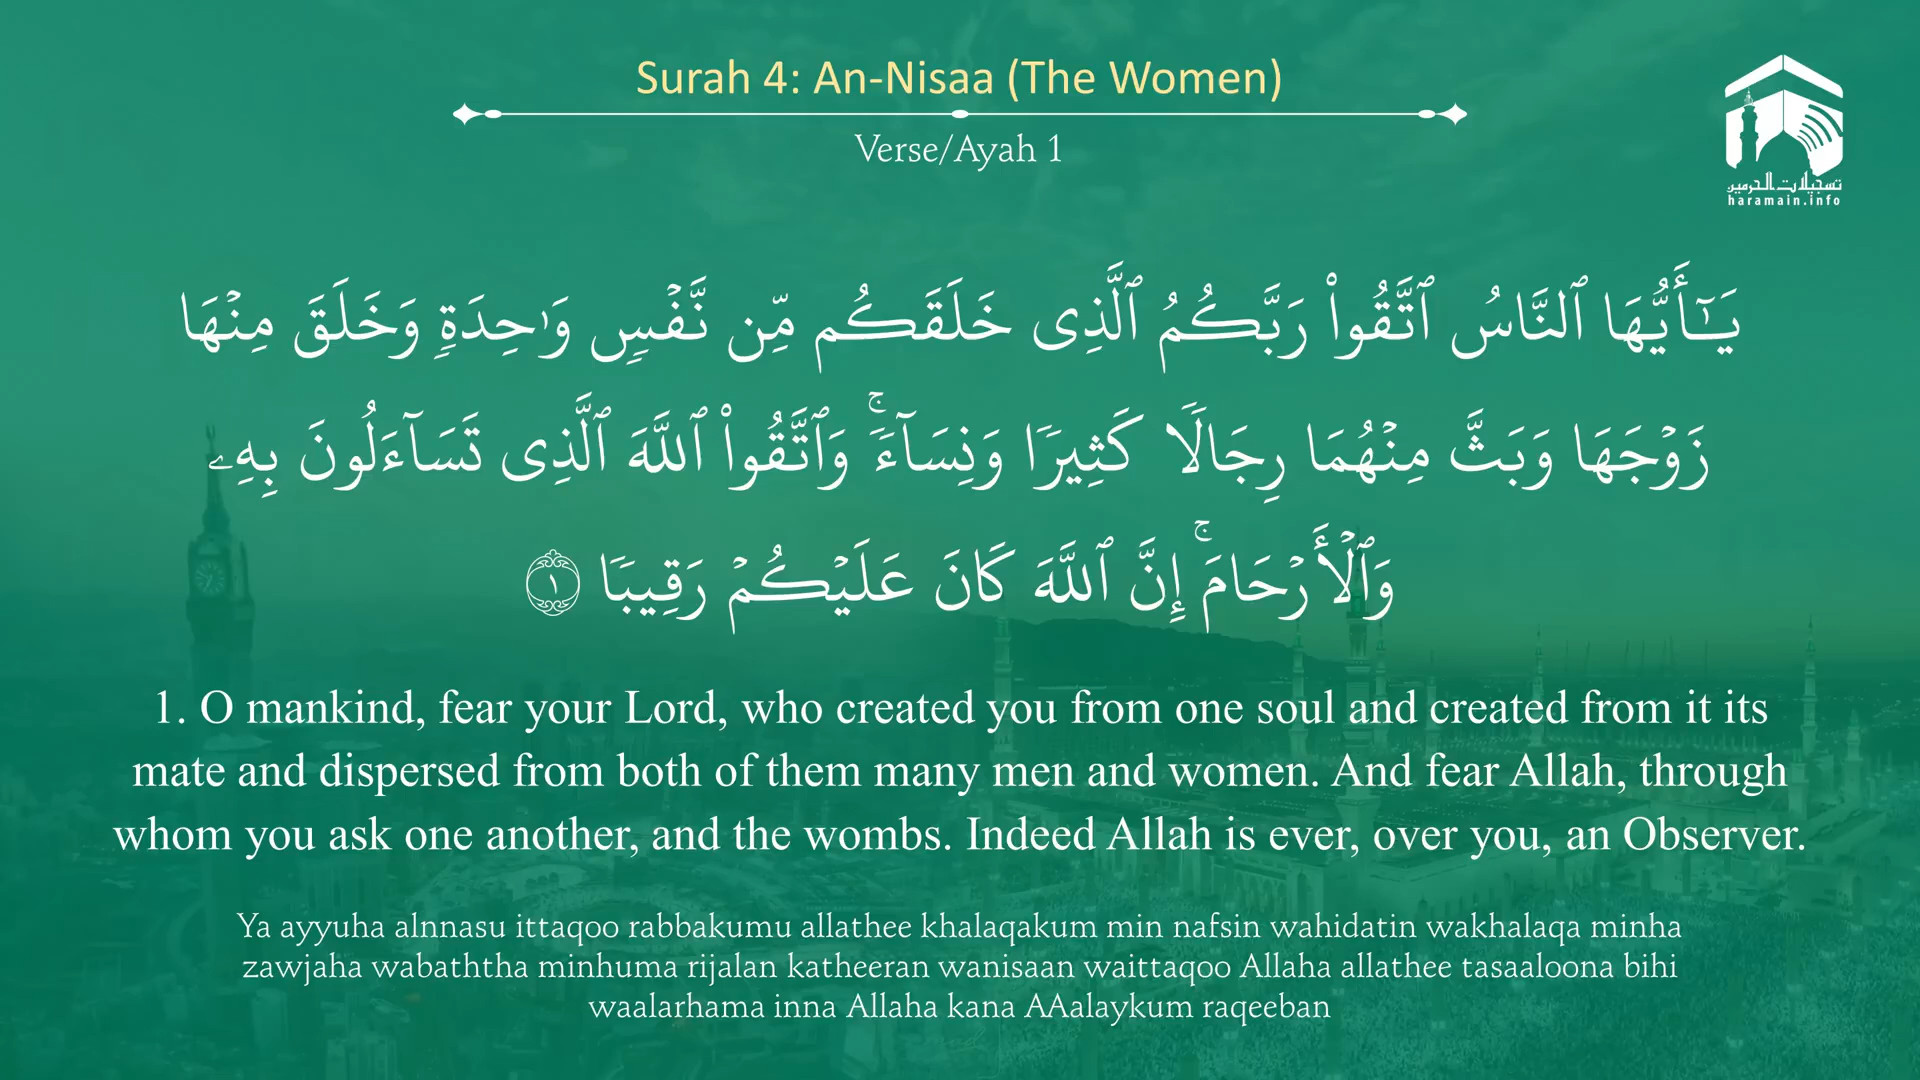 Surah 4: An-Nisaa (The Women)
Verse/Ayah 1
تسجيلات الحرمين
haramain.info
يَـٰٓأَيُّهَا ٱلنَّاسُ ٱتَّقُوا۟ رَبَّكُمُ ٱلَّذِى خَلَقَكُم مِّن نَّفْسٍ وَٰحِدَةٍ وَخَلَقَ مِنْهَا
زَوْجَهَا وَبَثَّ مِنْهُمَا رِجَالًا كَثِيرًا وَنِسَآءً ۚ وَٱتَّقُوا۟ ٱللَّهَ ٱلَّذِى تَسَآءَلُونَ بِهِۦ
وَٱلْأَرْحَامَ ۚ إِنَّ ٱللَّهَ كَانَ عَلَيْكُمْ رَقِيبًا ١
1. O mankind, fear your Lord, who created you from one soul and created from it its
mate and dispersed from both of them many men and women. And fear Allah, through
whom you ask one another, and the wombs. Indeed Allah is ever, over you, an Observer.
Ya ayyuha alnnasu ittaqoo rabbakumu allathee khalaqakum min nafsin wahidatin wakhalaqa minha
zawjaha wabaththa minhuma rijalan katheeran wanisaan waittaqoo Allaha allathee tasaaloona bihi
waalarhama inna Allaha kana AAalaykum raqeeban